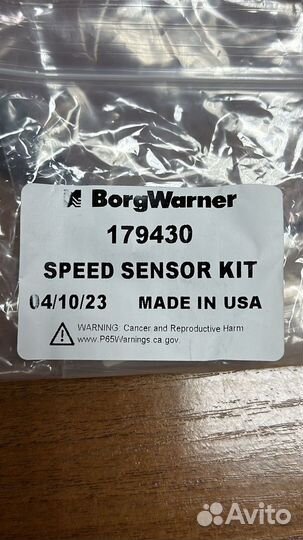 BorgWarner
179430
SPEED SENSOR KIT
04/10/23 MADE IN USA
WARNING: Cancer and Reproductive Harm
www.P65Warnings.ca.gov.
Avito